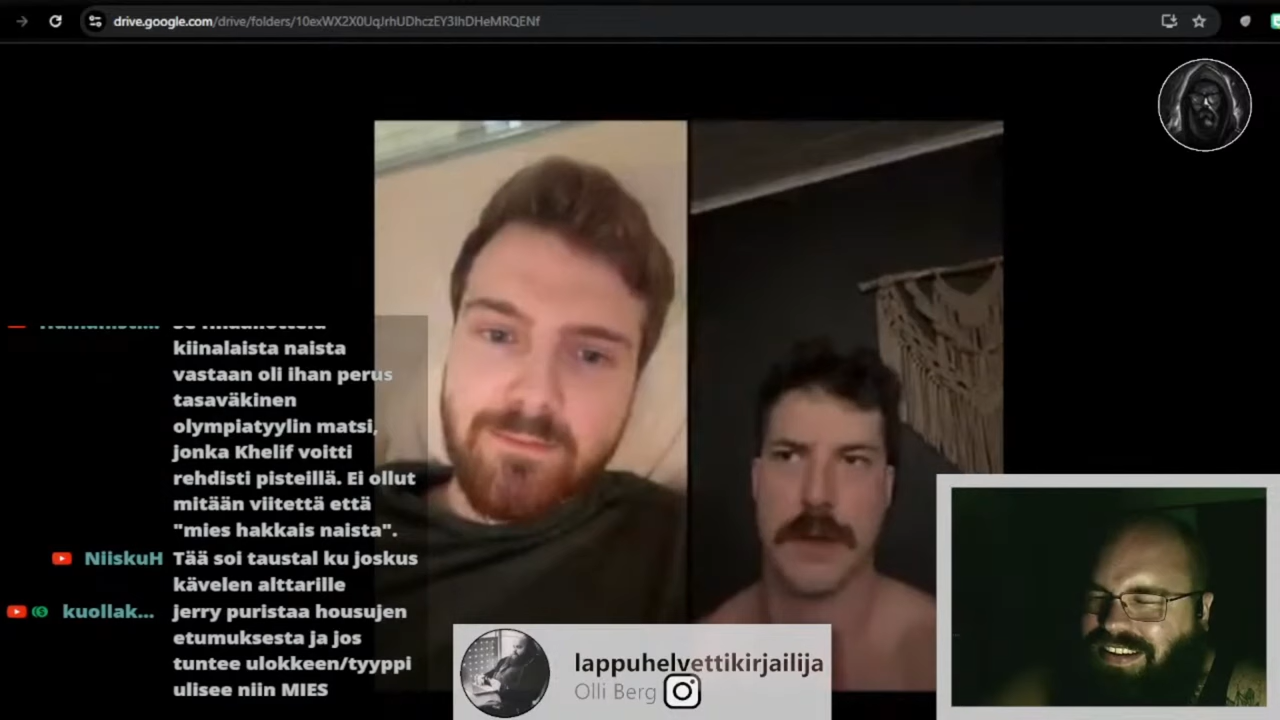 drive.google.com/drive/folders/10exWX2X0UqJrhUDhczEY3IhDHeMRQENf
kiinalaista naista
vastaan oli ihan perus
tasaväkinen
olympiatyylin matsi,
jonka Khelif voitti
rehdisti pisteillä. Ei ollut
mitään viitettä että
"mies hakkais naista".
NiiskuH Tää soi taustal ku joskus
kävelen alttarille
kuollak... jerry puristaa housujen
etumuksesta ja jos
tuntee ulokkeen/tyyppi
ulisee niin MIES
lappuhelvettikirjailija
Olli Berg